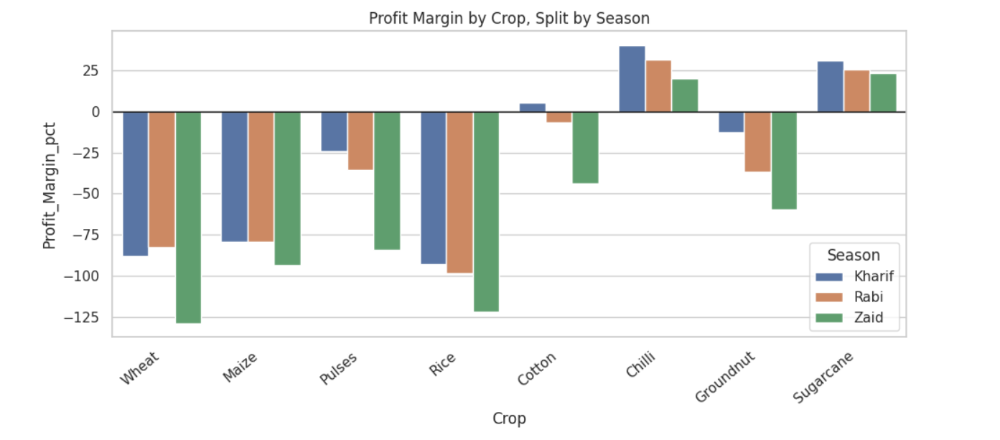 Profit Margin by Crop, Split by Season
Profit_Margin_pct
25
0
−25
−50
−75
−100
−125
Season
Kharif
Rabi
Zaid
Wheat
Maize
Pulses
Rice
Cotton
Chilli
Groundnut
Sugarcane
Crop